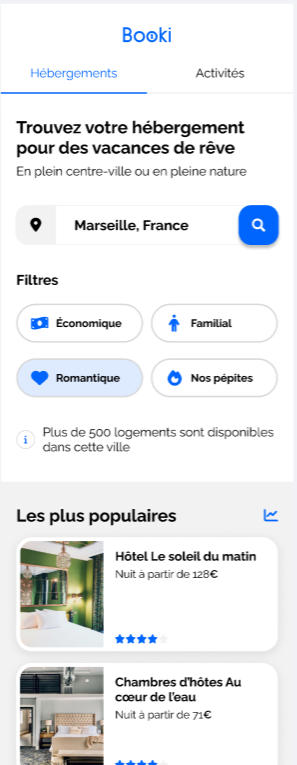 Booki
Hébergements
Activités
Trouvez votre hébergement
pour des vacances de rêve
En plein centre-ville ou en pleine nature
Marseille, France
Filtres
Économique
Familial
Romantique
Nos pépites
Plus de 500 logements sont disponibles
dans cette ville
Les plus populaires
Hôtel Le soleil du matin
Nuit à partir de 128€
Chambres d’hôtes Au
cœur de l’eau
Nuit à partir de 71€